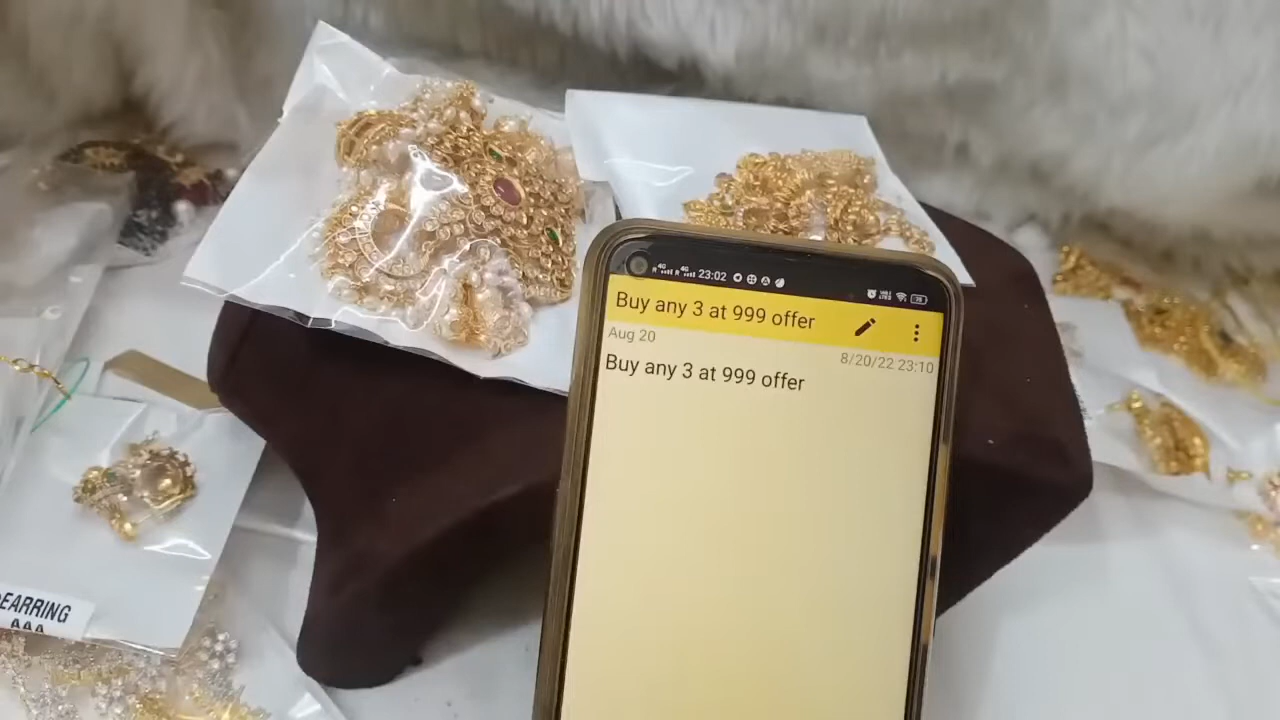 23:02
Buy any 3 at 999 offer
Aug 20
8/20/22 23:10
Buy any 3 at 999 offer
EARRING
AAA